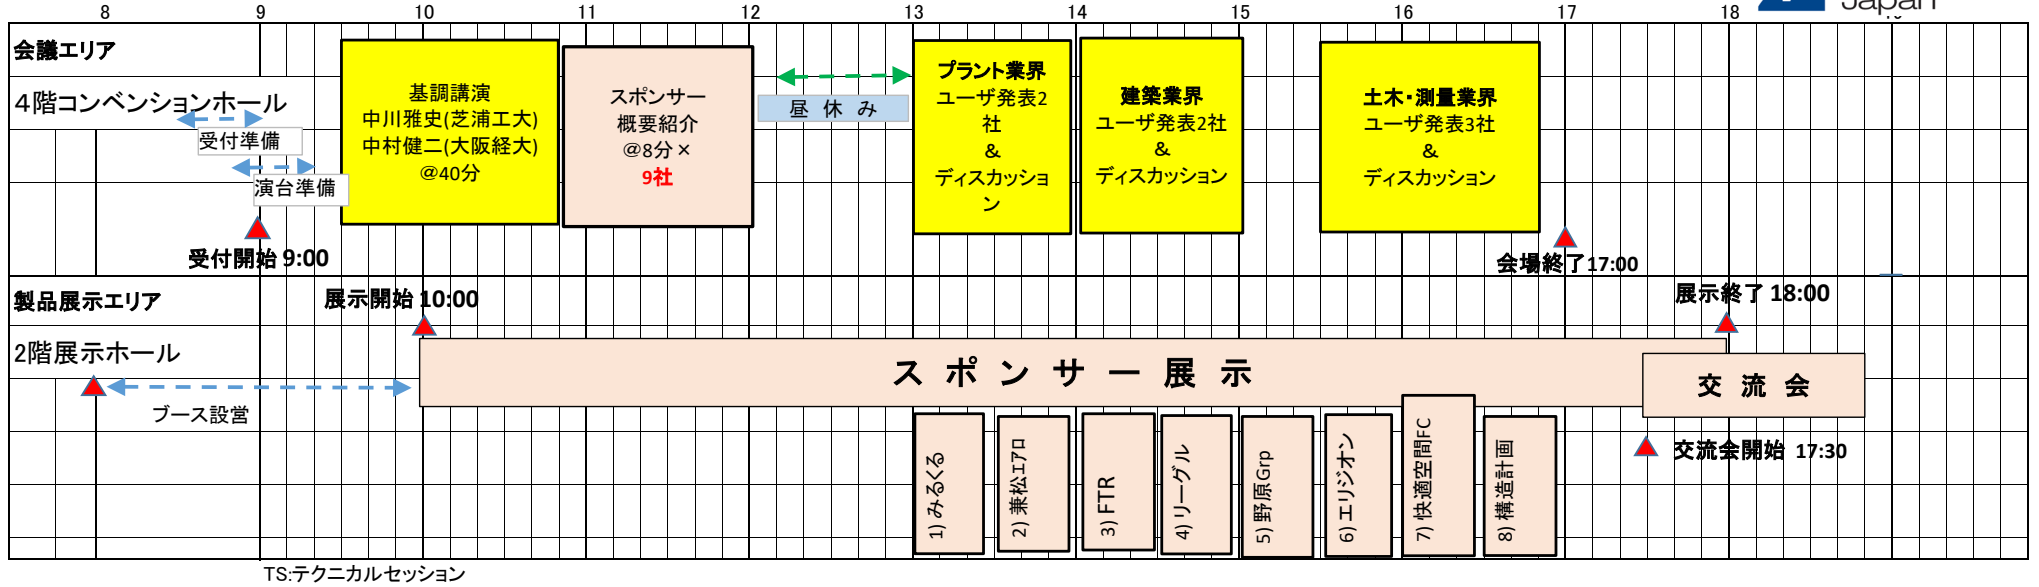 8 9 10 11 12 13 14 15 16 17 18
Japan
会議エリア
4階コンベンションホール
受付準備
演台準備
受付開始 9:00
基調講演
中川雅史(芝浦工大)
中村健二(大阪経大)
@40分
スポンサー
概要紹介
@8分×
9社
昼 休 み
プラント業界
ユーザ発表2
社
&
ディスカッショ
ン
建築業界
ユーザ発表2社
&
ディスカッション
土木・測量業界
ユーザ発表3社
&
ディスカッション
会場終了17:00
製品展示エリア
展示開始 10:00
展示終了 18:00
2階展示ホール
ブース設営
スポンサー展示
交 流 会
交流会開始 17:30
1) みるくる
2) 兼松エアロ
3) FTR
4) リーグル
5) 野原Grp
6) エリジオン
7) 快適空間FC
8) 構造計画
TS:テクニカルセッション